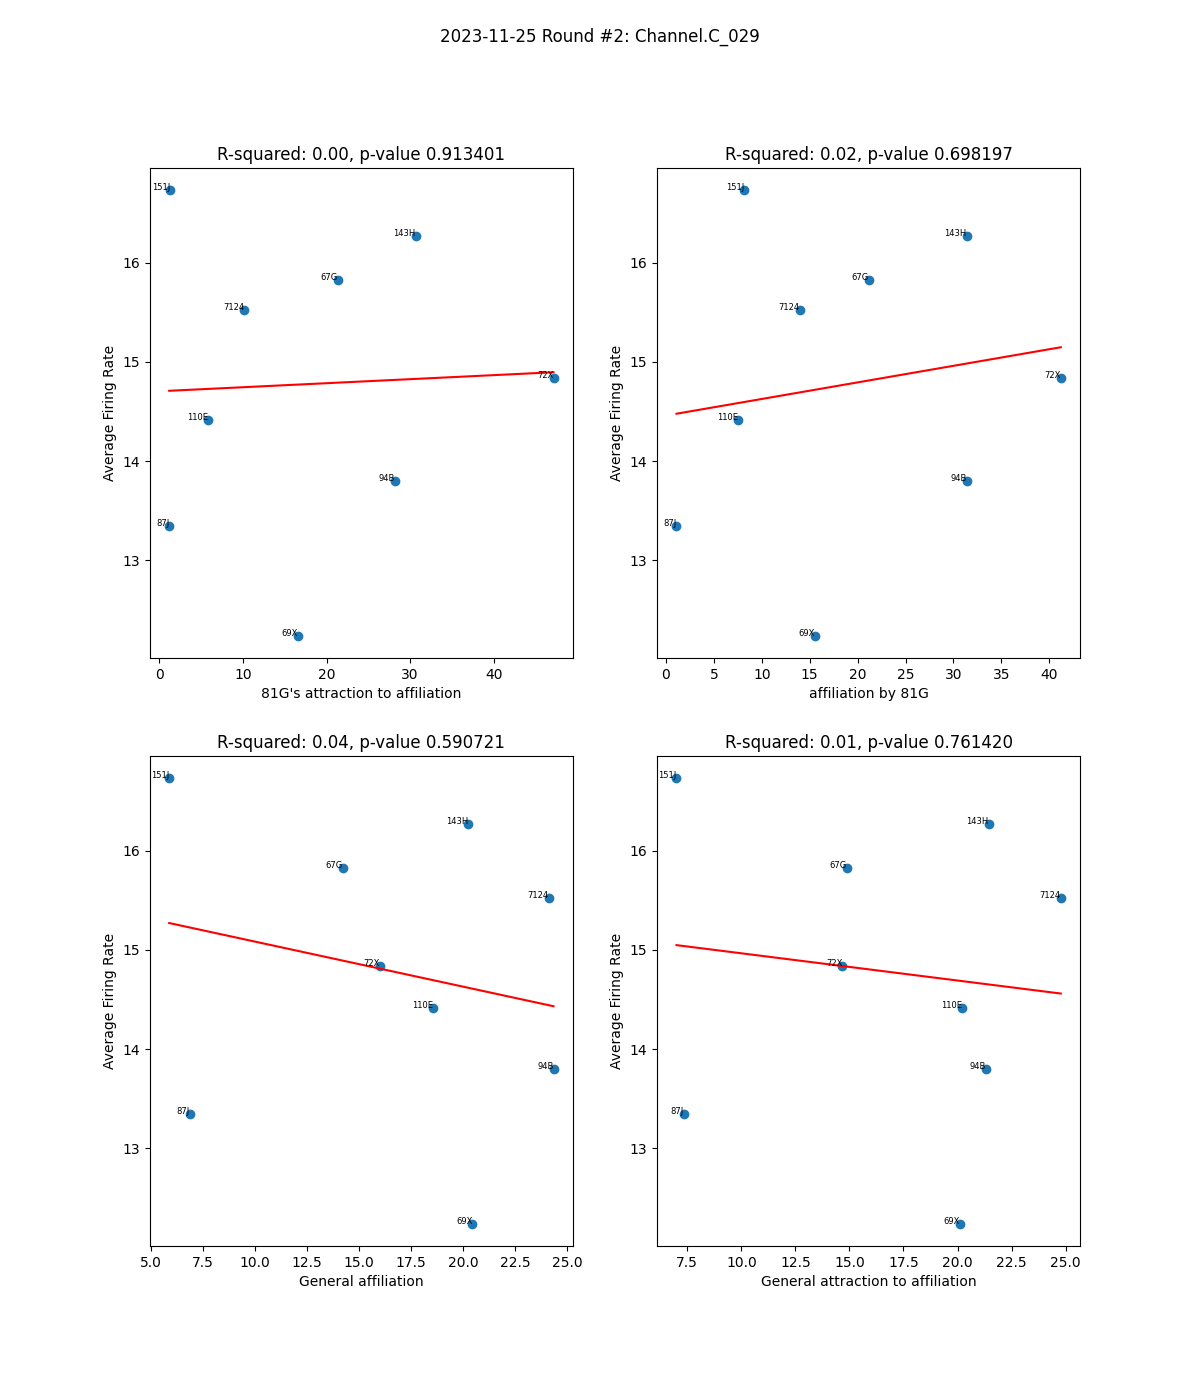 2023-11-25 Round #2: Channel.C_029
R-squared: 0.00, p-value 0.913401
151J
143H
67G
7124
72X
110E
94B
87J
69X
16
15
14
13
0 10 20 30 40
Average Firing Rate
81G's attraction to affiliation
R-squared: 0.02, p-value 0.698197
151J
143H
67G
7124
72X
110E
94B
87J
69X
16
15
14
13
0 5 10 15 20 25 30 35 40
Average Firing Rate
affiliation by 81G
R-squared: 0.04, p-value 0.590721
151J
143H
67G
7124
72X
110E
94B
87J
69X
16
15
14
13
5.0 7.5 10.0 12.5 15.0 17.5 20.0 22.5 25.0
Average Firing Rate
General affiliation
R-squared: 0.01, p-value 0.761420
151J
143H
67G
7124
72X
110E
94B
87J
69X
16
15
14
13
7.5 10.0 12.5 15.0 17.5 20.0 22.5 25.0
Average Firing Rate
General attraction to affiliation